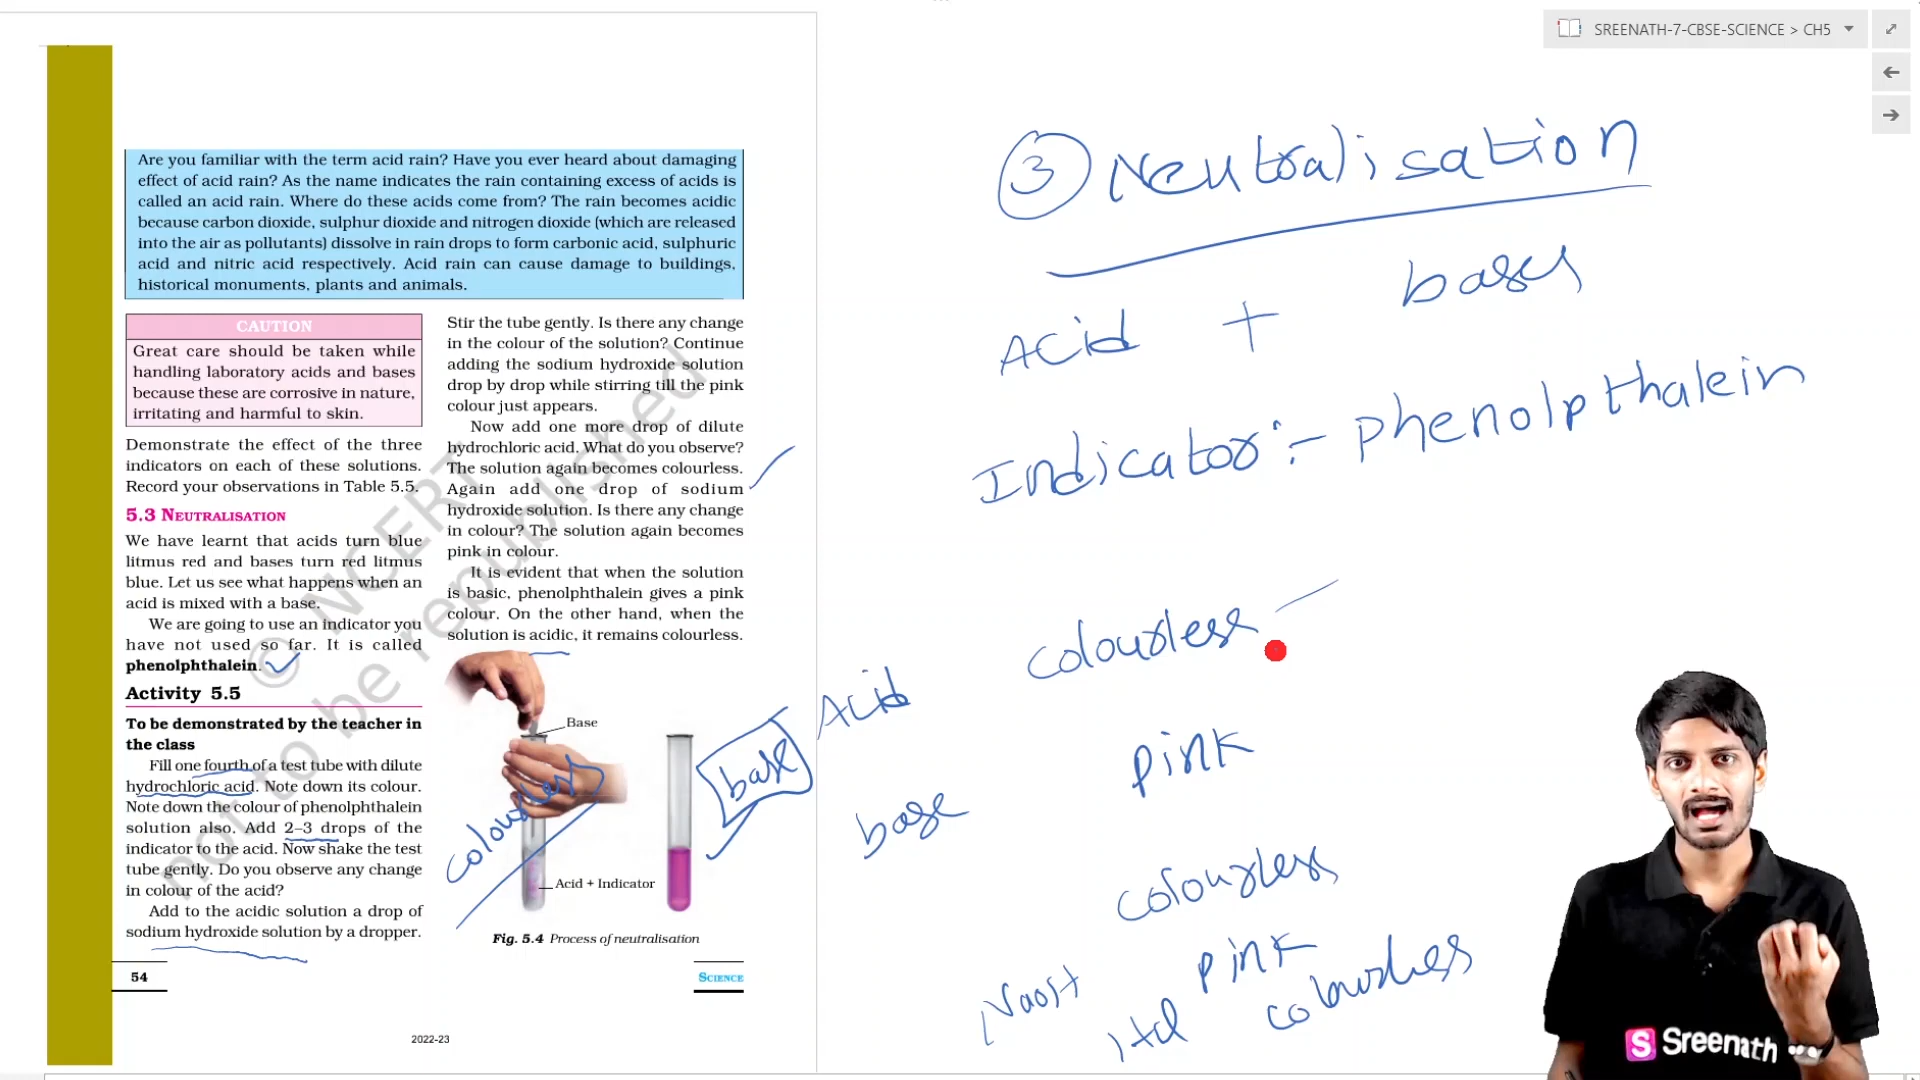 SREENATH-7-CBSE-SCIENCE > CH5
Are you familiar with the term acid rain? Have you ever heard about damaging
effect of acid rain? As the name indicates the rain containing excess of acids is
called an acid rain. Where do these acids come from? The rain becomes acidic
because carbon dioxide, sulphur dioxide and nitrogen dioxide (which are released
into the air as pollutants) dissolve in rain drops to form carbonic acid, sulphuric
acid and nitric acid respectively. Acid rain can cause damage to buildings,
historical monuments, plants and animals.
CAUTION
Great care should be taken while
handling laboratory acids and bases
because these are corrosive in nature,
irritating and harmful to skin.
Demonstrate the effect of the three
indicators on each of these solutions.
Record your observations in Table 5.5.
5.3 NEUTRALISATION
We have learnt that acids turn blue
litmus red and bases turn red litmus
blue. Let us see what happens when an
acid is mixed with a base.
We are going to use an indicator you
have not used so far. It is called
phenolphthalein.
Activity 5.5
To be demonstrated by the teacher in
the class
Fill one fourth of a test tube with dilute
hydrochloric acid. Note down its colour.
Note down the colour of phenolphthalein
solution also. Add 2–3 drops of the
indicator to the acid. Now shake the test
tube gently. Do you observe any change
in colour of the acid?
Add to the acidic solution a drop of
sodium hydroxide solution by a dropper.
Stir the tube gently. Is there any change
in the colour of the solution? Continue
adding the sodium hydroxide solution
drop by drop while stirring till the pink
colour just appears.
Now add one more drop of dilute
hydrochloric acid. What do you observe?
The solution again becomes colourless.
Again add one drop of sodium
hydroxide solution. Is there any change
in colour? The solution again becomes
pink in colour.
It is evident that when the solution
is basic, phenolphthalein gives a pink
colour. On the other hand, when the
solution is acidic, it remains colourless.
Base
Acid + Indicator
colourless
base
Fig. 5.4 Process of neutralisation
54
SCIENCE
2022-23
© NCERT
not to be republished
3 Neutralisation
Acid + bases
Indicator :- Phenolpthalein
colourless
Acid
pink
base
colourless
pink
colourless
Hcl
Sreenath